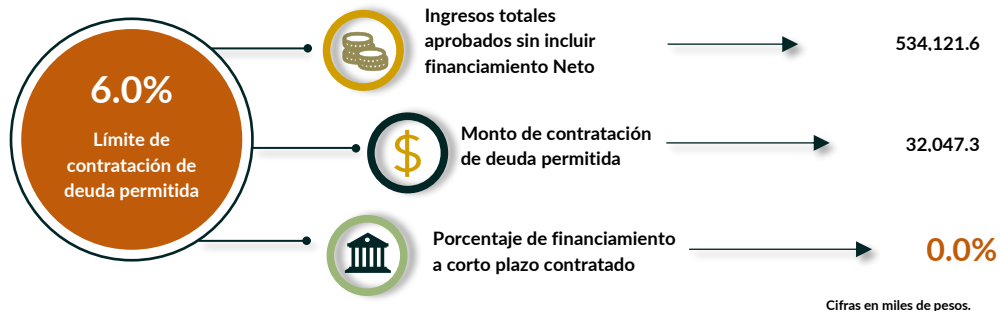 6.0%
Límite de
contratación de
deuda permitida
Ingresos totales
aprobados sin incluir
financiamiento Neto
534,121.6
$
Monto de contratación
de deuda permitida
32,047.3
Porcentaje de financiamiento
a corto plazo contratado
0.0%
Cifras en miles de pesos.